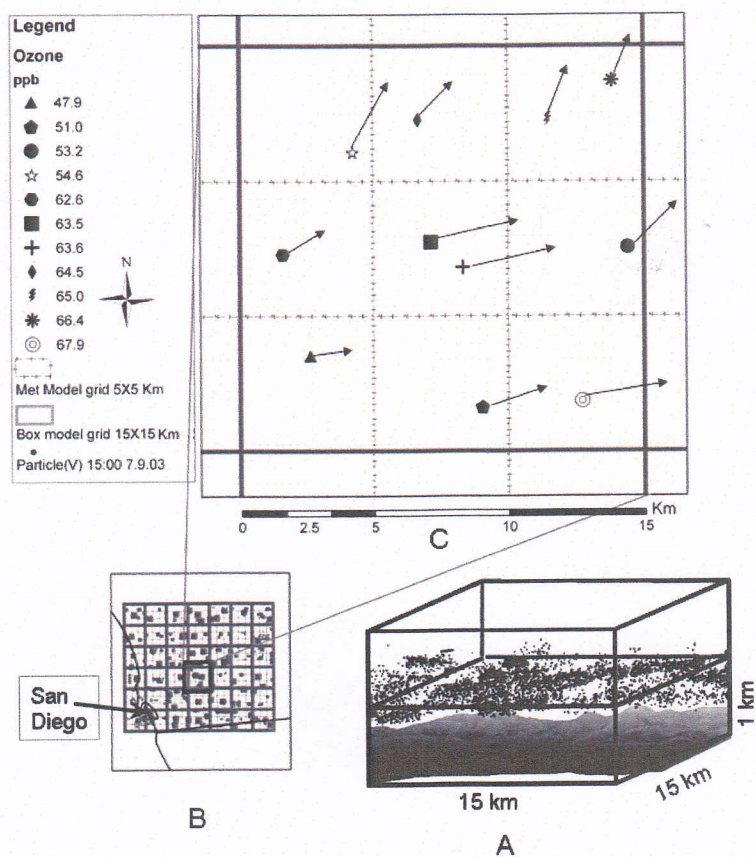 Legend
Ozone
ppb
47.9
51.0
53.2
54.6
62.6
63.5
63.6
64.5
65.0
66.4
67.9
N
Met Model grid 5X5 Km
Box model grid 15X15 Km
Particle(V) 15:00 7.9.03
0 2.5 5 10 15 Km
C
San
Diego
B
15 km
15 km
1 km
A